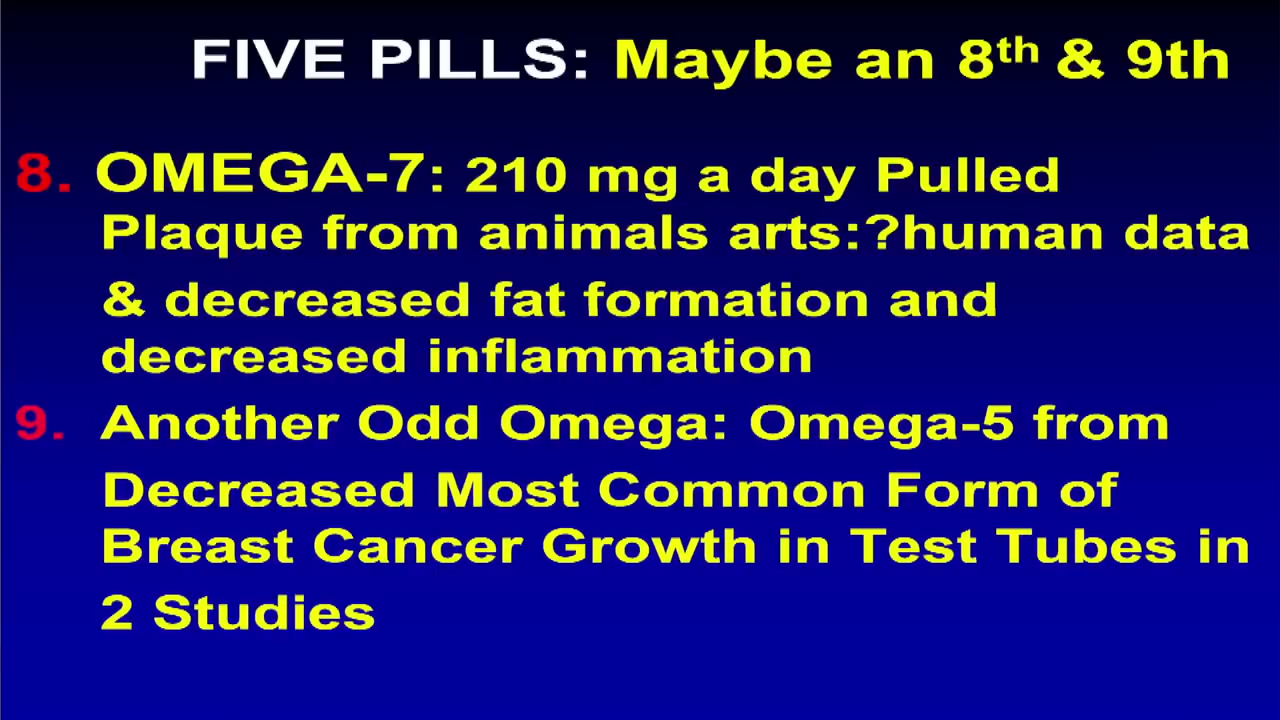 FIVE PILLS: Maybe an 8th & 9th
8. OMEGA-7: 210 mg a day Pulled
Plaque from animals arts:?human data
& decreased fat formation and
decreased inflammation
9. Another Odd Omega: Omega-5 from
Decreased Most Common Form of
Breast Cancer Growth in Test Tubes in
2 Studies